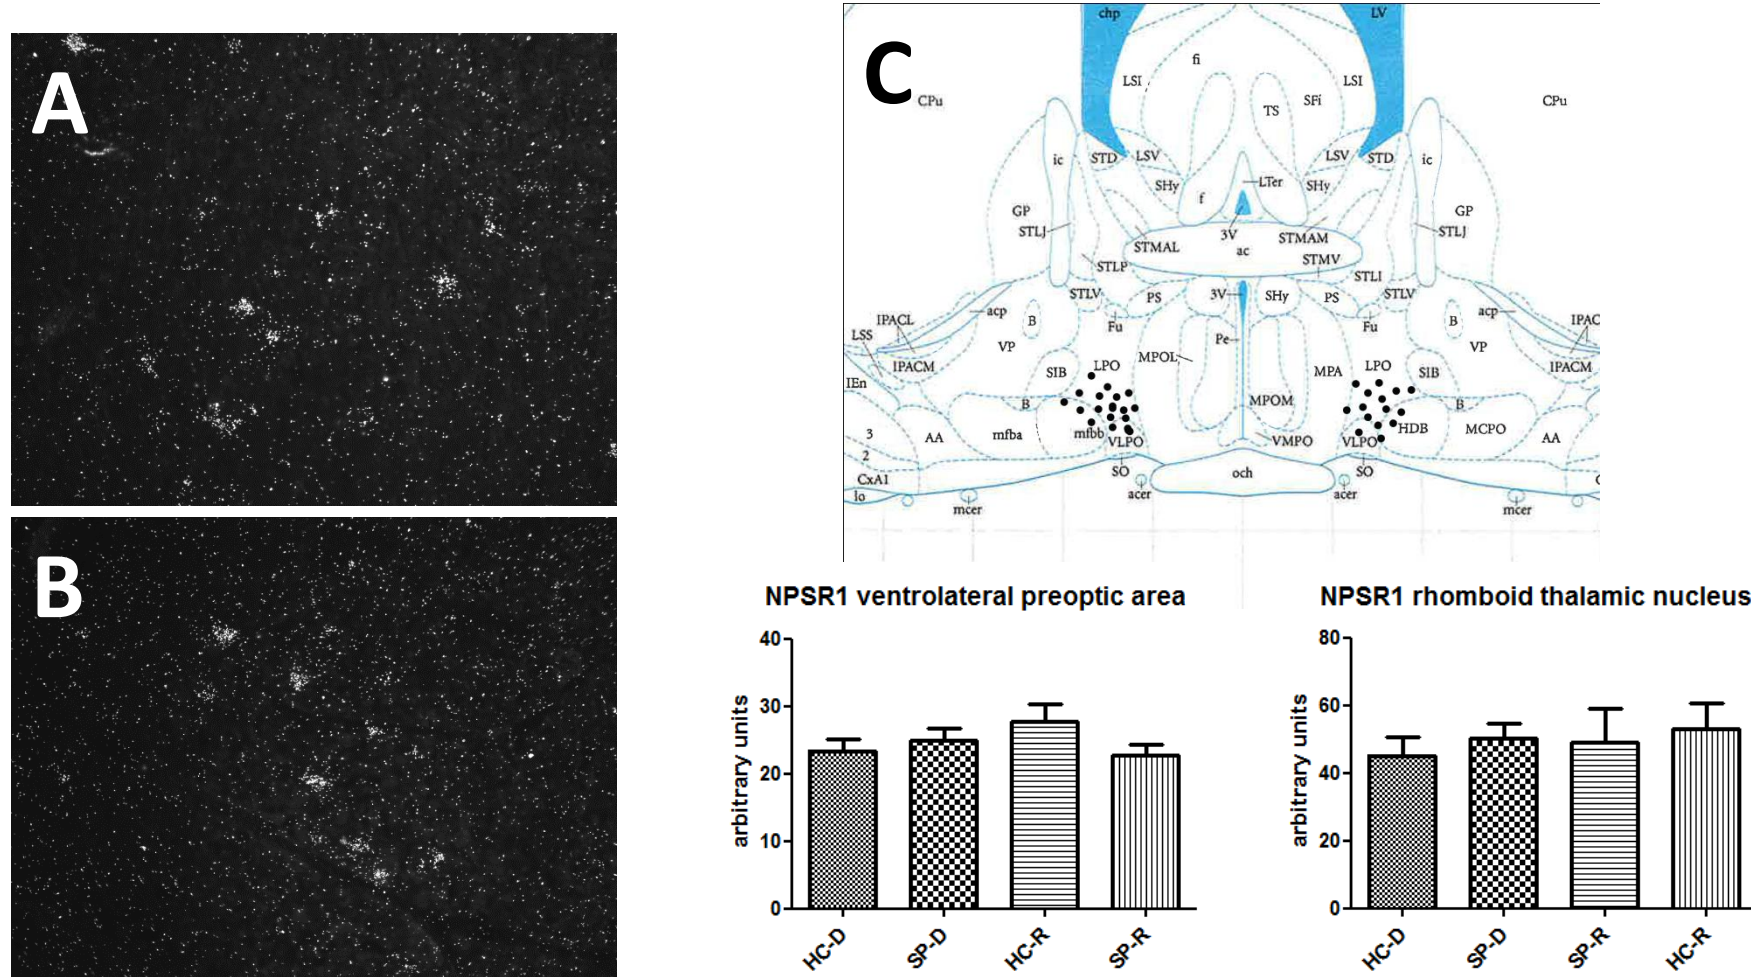 A
B
C
chp
LV
fi
LSI
LSI
CPu
TS
SFi
CPu
ic
STD
LSV
LSV
STD
ic
SHy
LTer
SHy
f
GP
GP
STLJ
3V
STMAM
STLJ
STMAL
ac
STMV
STLP
STLI
STLV
PS
3V
SHy
PS
STLV
acp
B
Fu
Fu
B
acp
IPACL
IPAC
LSS
Pe
VP
MPOL
VP
IPACM
SIB
LPO
MPA
LPO
SIB
IPACM
IEn
B
MPOM
B
3
AA
mfba
mfbb
VLPO
VMPO
VLPO
HDB
MCPO
AA
2
CxA1
SO
och
SO
C
lo
acer
acer
mcer
mcer
NPSR1 ventrolateral preoptic area
arbitrary units
40
30
20
10
0
HC-D
SP-D
HC-R
SP-R
NPSR1 rhomboid thalamic nucleus
arbitrary units
80
60
40
20
0
HC-D
SP-D
SP-R
HC-R